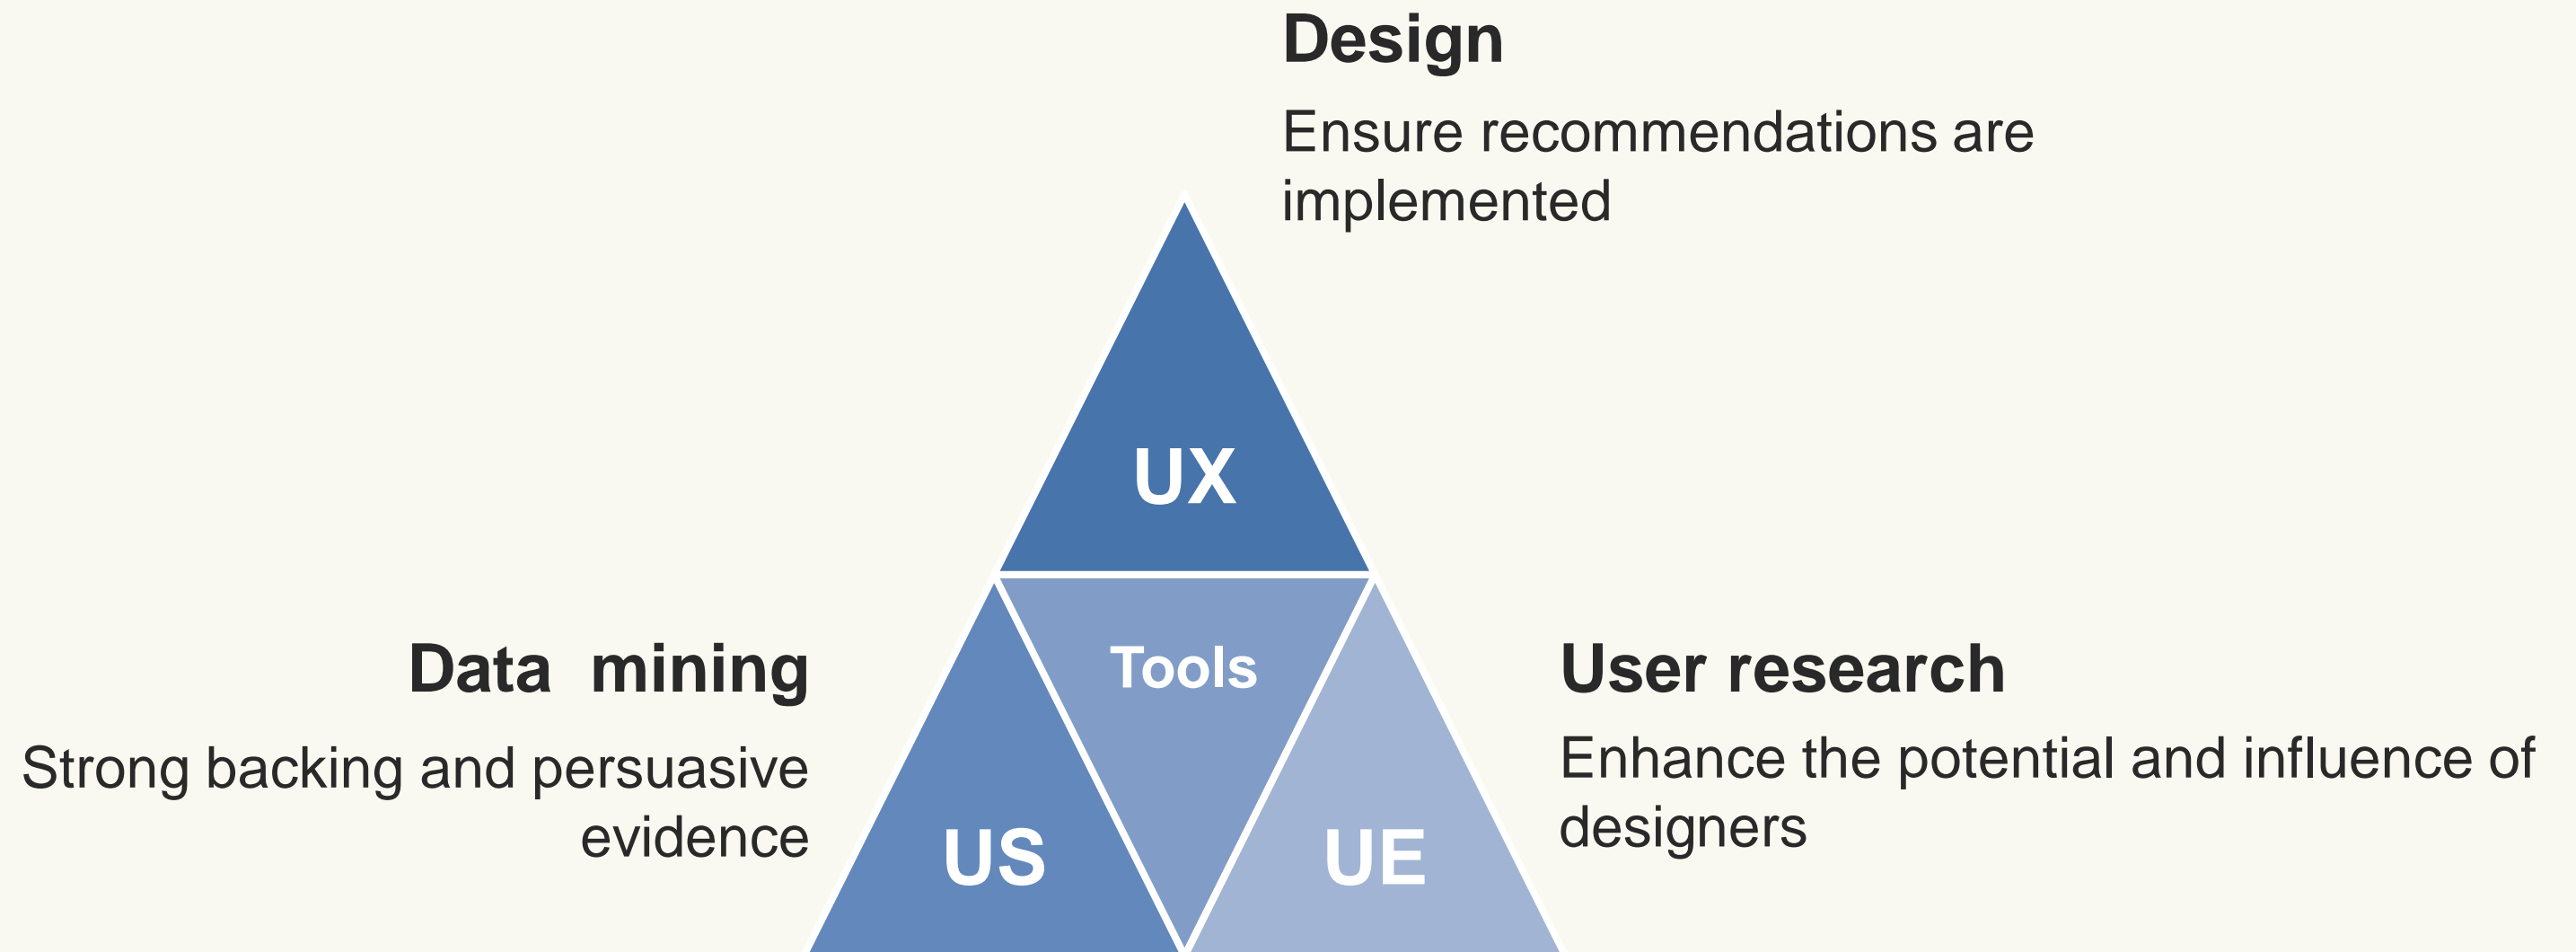 Design
Ensure recommendations are
implemented
UX
Tools
Data  mining
Strong backing and persuasive
evidence
User research
Enhance the potential and influence of
designers
US
UE